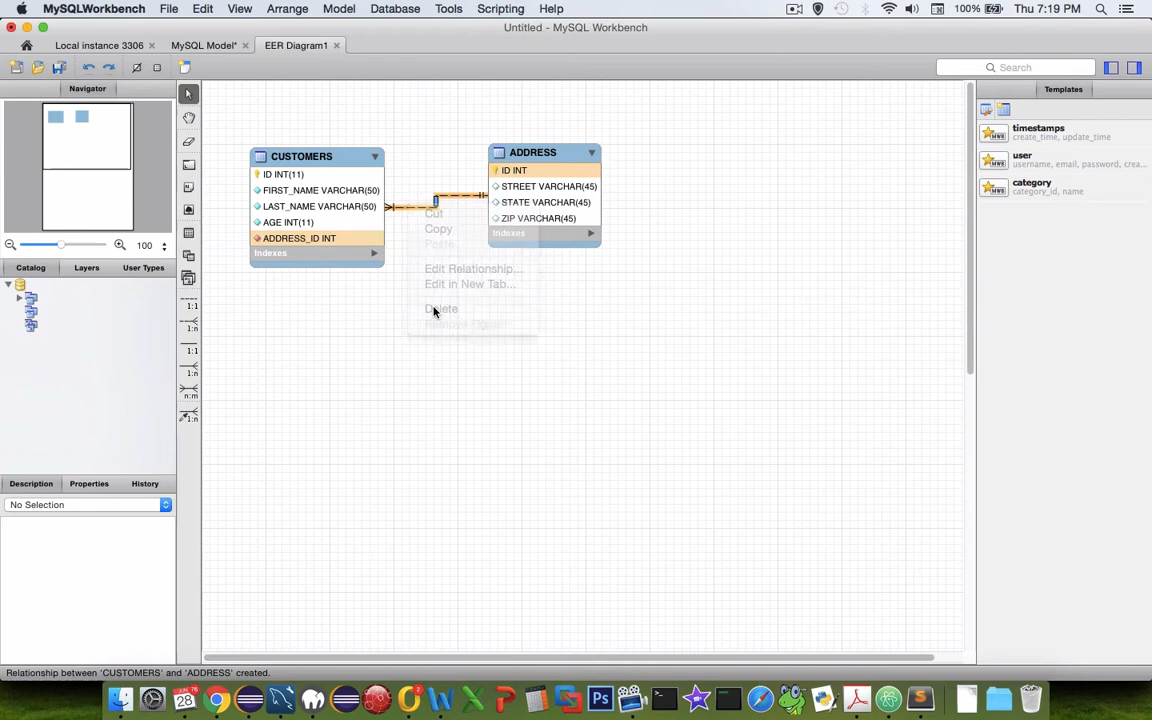 MySQLWorkbench File Edit View Arrange Model Database Tools Scripting Help 100% Thu 7:19 PM
Untitled - MySQL Workbench
Local instance 3306 MySQL Model* EER Diagram1
Search
Navigator
Templates
timestamps
create_time, update_time
user
username, email, password, crea...
category
category_id, name
CUSTOMERS
ID INT(11)
FIRST_NAME VARCHAR(50)
LAST_NAME VARCHAR(50)
AGE INT(11)
ADDRESS_ID INT
Indexes
ADDRESS
ID INT
STREET VARCHAR(45)
STATE VARCHAR(45)
ZIP VARCHAR(45)
Indexes
Cut
Copy
Paste
Edit Relationship...
Edit in New Tab...
Delete
100
Catalog Layers User Types
1:1
1:n
1:1
1:n
n:m
1:n
Description Properties History
No Selection
Relationship between 'CUSTOMERS' and 'ADDRESS' created.
28
2